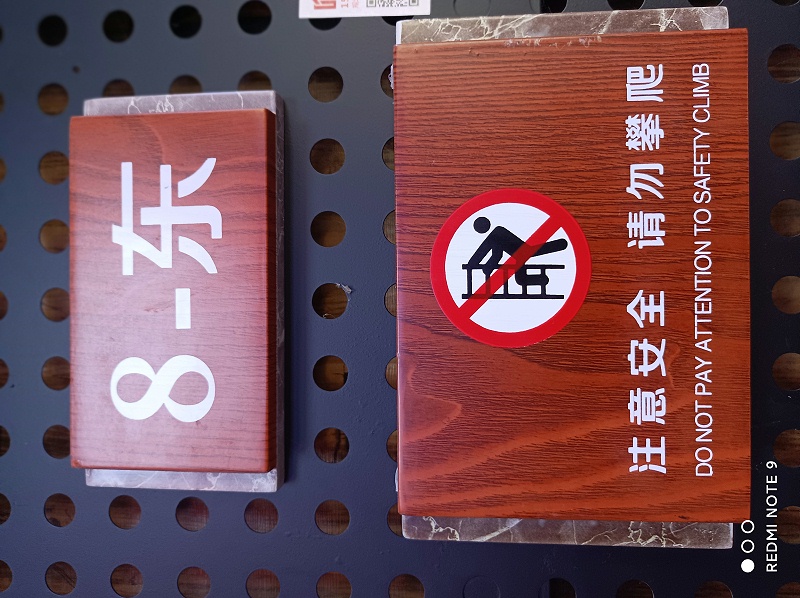 8-东
注意安全 请勿攀爬
DO NOT PAY ATTENTION TO SAFETY CLIMB
REDMI NOTE 9